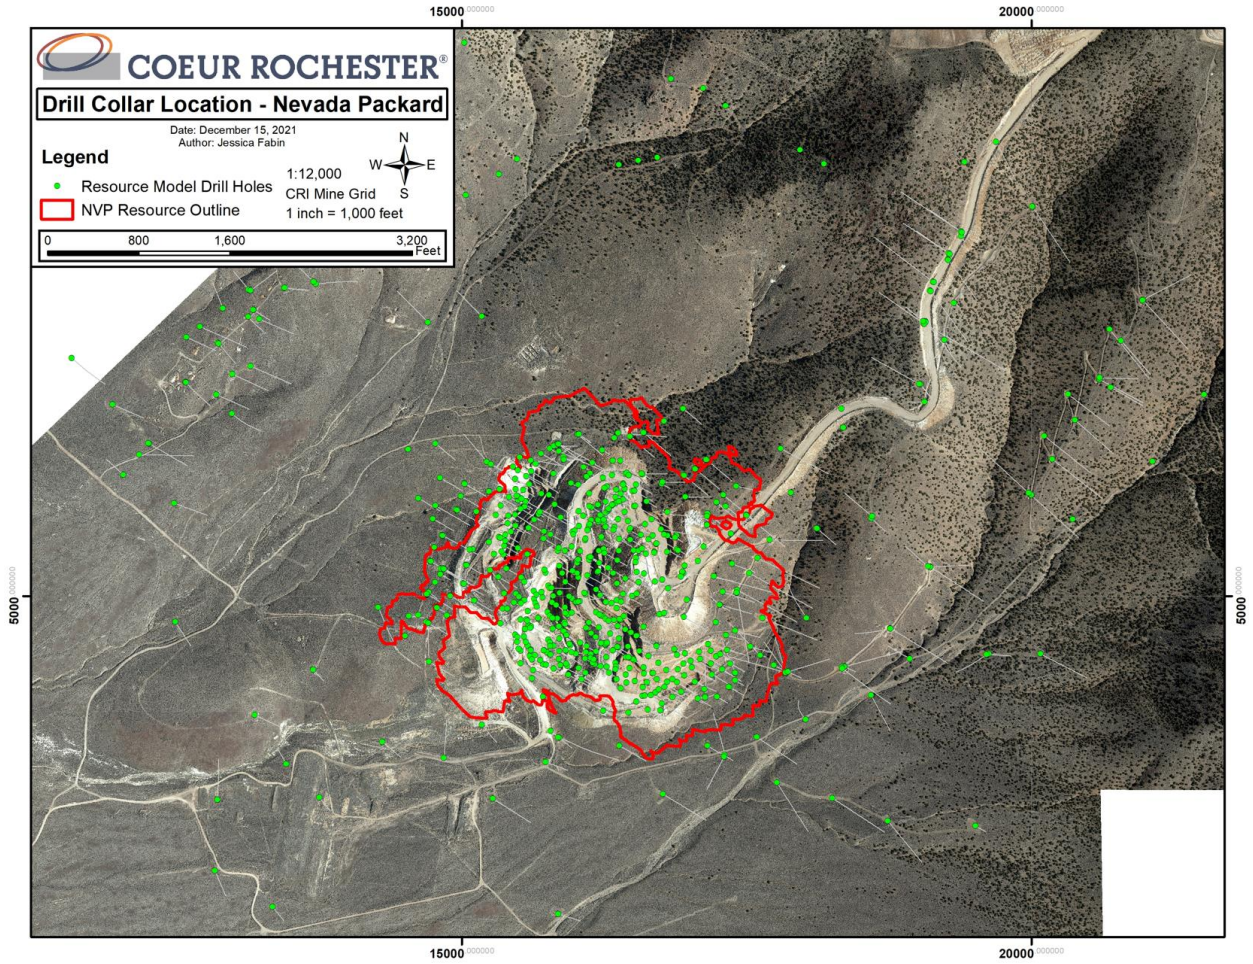 15000.000000
20000.000000
COEUR ROCHESTER®
Drill Collar Location - Nevada Packard
Date: December 15, 2021
Author: Jessica Fabin
N
W E
S
Legend
1:12,000
Resource Model Drill Holes
CRI Mine Grid
NVP Resource Outline
1 inch = 1,000 feet
0 800 1,600 3,200
Feet
5000.000000
5000.000000
15000.000000
20000.000000